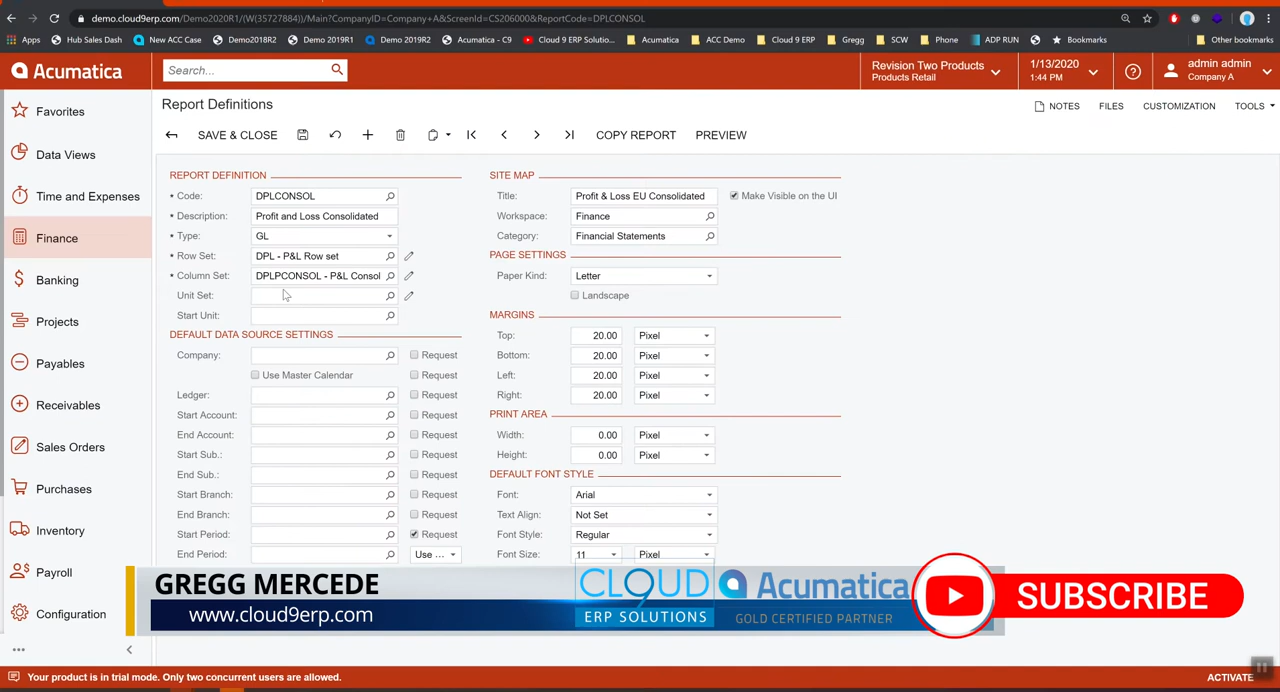 demo.cloud9erp.com/Demo2020R1/(W(35727884))/Main?CompanyID=Company+A&ScreenId=CS206000&ReportCode=DPLCONSOL
Apps Hub Sales Dash New ACC Case Demo2018R2 Demo 2019R1 Demo 2019R2 Acumatica - C9 Cloud 9 ERP Solutio... Acumatica ACC Demo Cloud 9 ERP Gregg SCW Phone ADP RUN Bookmarks Other bookmarks
Acumatica
Search...
Revision Two Products
Products Retail
1/13/2020
1:44 PM
admin admin
Company A
Favorites
Data Views
Time and Expenses
Finance
Banking
Projects
Payables
Receivables
Sales Orders
Purchases
Inventory
Payroll
Configuration
Report Definitions
NOTES FILES CUSTOMIZATION TOOLS
SAVE & CLOSE COPY REPORT PREVIEW
REPORT DEFINITION
* Code: DPLCONSOL
* Description: Profit and Loss Consolidated
* Type: GL
* Row Set: DPL - P&L Row set
* Column Set: DPLPCONSOL - P&L Consol
Unit Set:
Start Unit:
DEFAULT DATA SOURCE SETTINGS
Company: Request
Use Master Calendar Request
Ledger: Request
Start Account: Request
End Account: Request
Start Sub.: Request
End Sub.: Request
Start Branch: Request
End Branch: Request
Start Period: Request
End Period: Use ...
SITE MAP
Title: Profit & Loss EU Consolidated Make Visible on the UI
Workspace: Finance
Category: Financial Statements
PAGE SETTINGS
Paper Kind: Letter
Landscape
MARGINS
Top: 20.00 Pixel
Bottom: 20.00 Pixel
Left: 20.00 Pixel
Right: 20.00 Pixel
PRINT AREA
Width: 0.00 Pixel
Height: 0.00 Pixel
DEFAULT FONT STYLE
Font: Arial
Text Align: Not Set
Font Style: Regular
Font Size: 11 Pixel
GREGG MERCEDE
www.cloud9erp.com
CLOUD9
ERP SOLUTIONS
Acumatica
GOLD CERTIFIED PARTNER
SUBSCRIBE
Your product is in trial mode. Only two concurrent users are allowed.
ACTIVATE